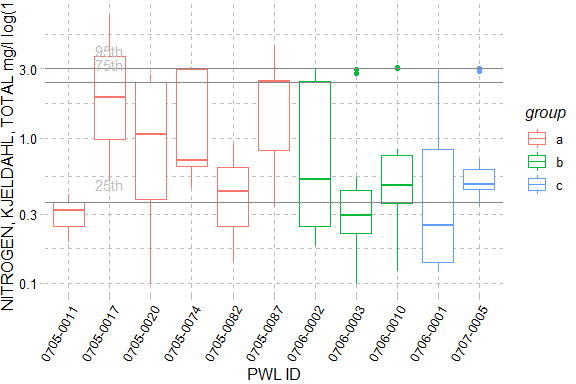 NITROGEN, KJELDAHL, TOTAL mg/l log(1
3.0
1.0
0.3
0.1
95th
75th
25th
0705-0011
0705-0017
0705-0020
0705-0074
0705-0082
0705-0087
0706-0002
0706-0003
0706-0010
0706-0001
0707-0005
PWL ID
group
a
b
c